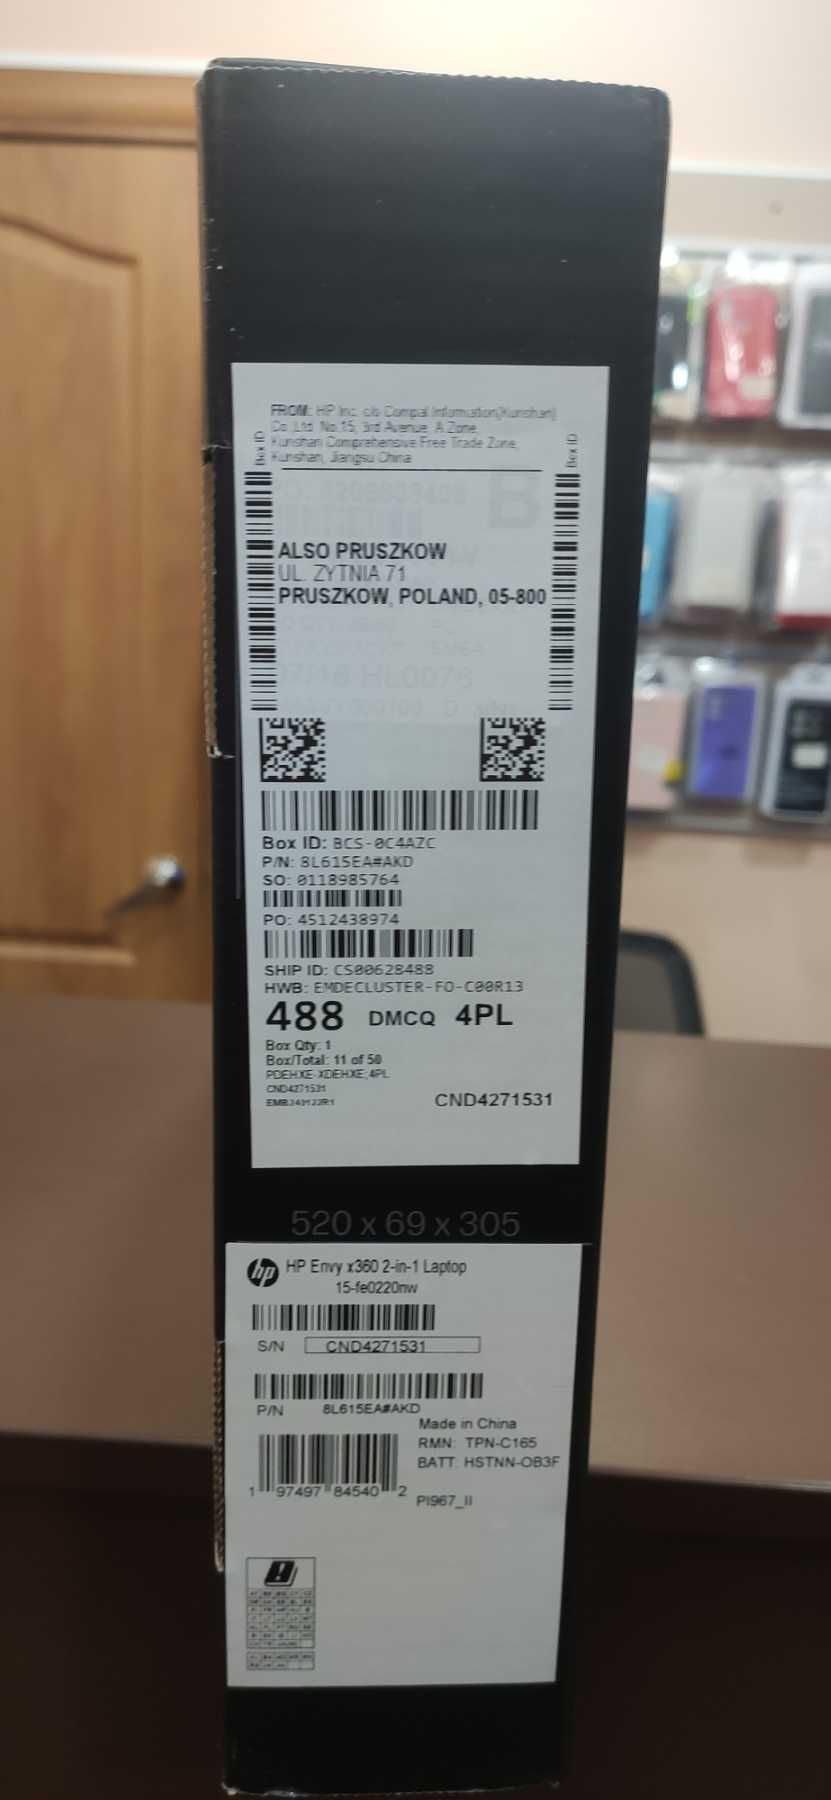 FROM: HP Inc. c/o Compal Information(Kunshan)
Co.,Ltd. No.15, 3rd Avenue, A Zone,
Kunshan Comprehensive Free Trade Zone,
Kunshan, Jiangsu China
Box ID
Box ID
ALSO PRUSZKOW
UL. ZYTNIA 71
PRUSZKOW, POLAND, 05-800
07/16 HL0076
Box ID: BCS-0C4AZC
P/N: 8L615EA#AKD
SO: 0118985764
PO: 4512438974
SHIP ID: CS00628488
HWB: EMDECLUSTER-FO-C00R13
488 DMCQ 4PL
Box Qty: 1
Box/Total: 11 of 50
PDEHXE-XDEHXE;4PL
CND4271531
CND4271531
520 x 69 x 305
hp HP Envy x360 2-in-1 Laptop
15-fe0220nw
S/N CND4271531
P/N 8L615EA#AKD
Made in China
RMN: TPN-C165
BATT: HSTNN-OB3F
1 97497 84540 2
PI967_II